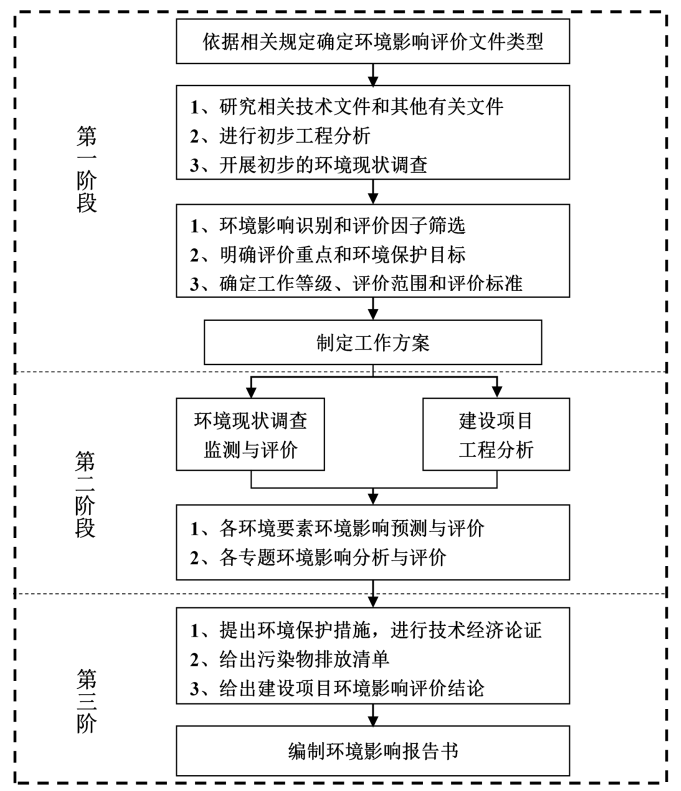 依据相关规定确定环境影响评价文件类型
第一阶段
1、研究相关技术文件和其他有关文件
2、进行初步工程分析
3、开展初步的环境现状调查
1、环境影响识别和评价因子筛选
2、明确评价重点和环境保护目标
3、确定工作等级、评价范围和评价标准
制定工作方案
第二阶段
环境现状调查
监测与评价
建设项目
工程分析
1、各环境要素环境影响预测与评价
2、各专题环境影响分析与评价
第三阶
1、提出环境保护措施，进行技术经济论证
2、给出污染物排放清单
3、给出建设项目环境影响评价结论
编制环境影响报告书